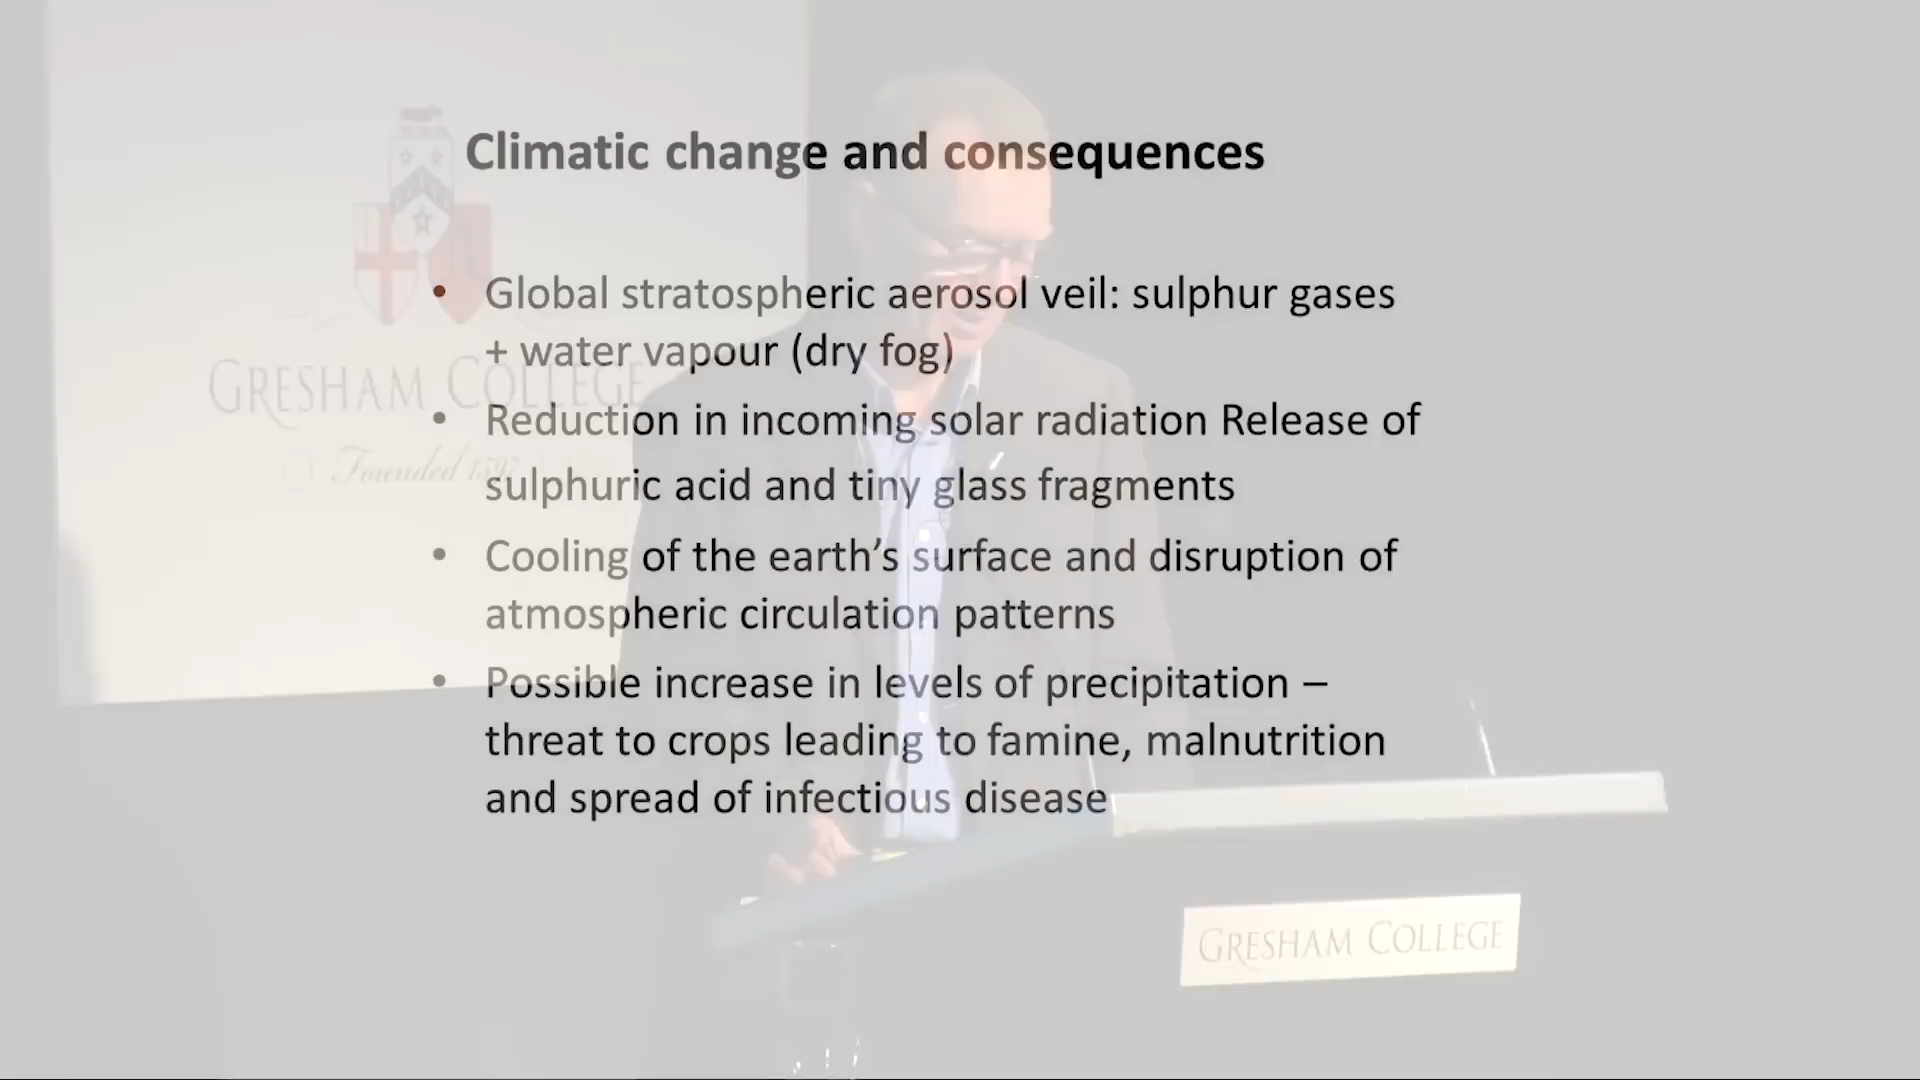 Climatic change and consequences
• Global stratospheric aerosol veil: sulphur gases
+ water vapour (dry fog)
• Reduction in incoming solar radiation Release of
sulphuric acid and tiny glass fragments
• Cooling of the earth’s surface and disruption of
atmospheric circulation patterns
• Possible increase in levels of precipitation –
threat to crops leading to famine, malnutrition
and spread of infectious disease
GRESHAM COLLEGE
Founded 1597
GRESHAM COLLEGE